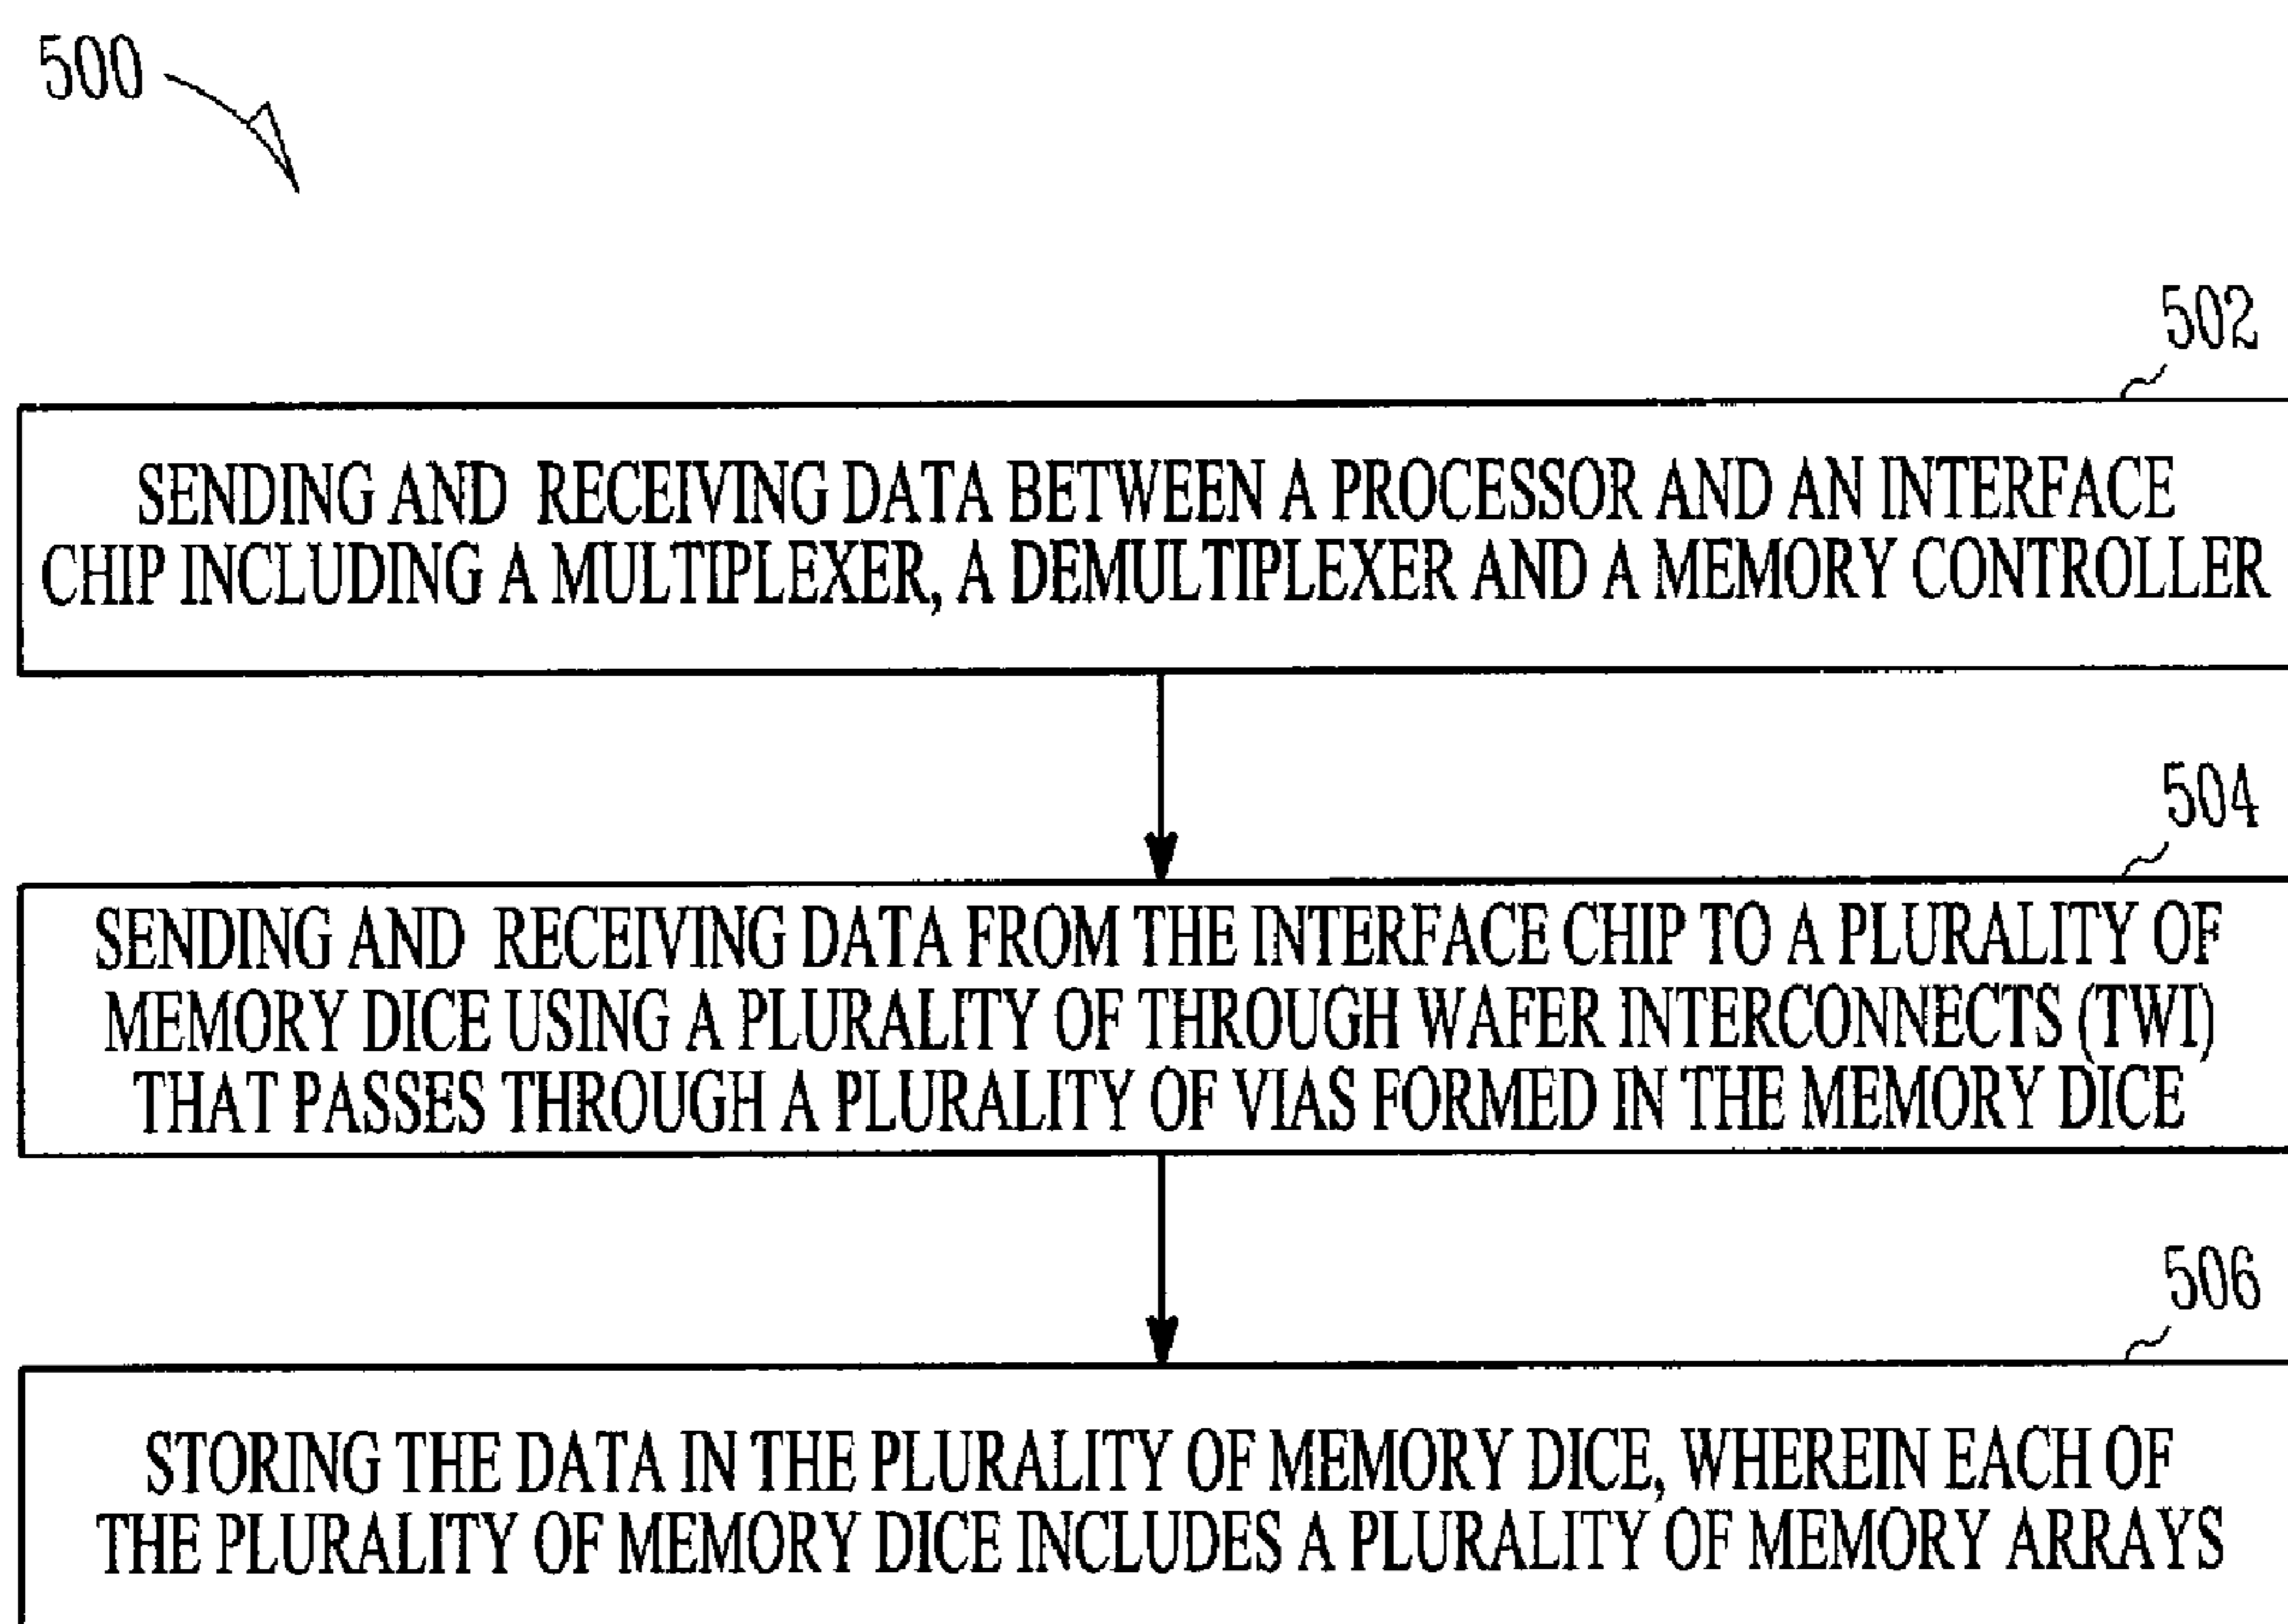 500
502
SENDING AND RECEIVING DATA BETWEEN A PROCESSOR AND AN INTERFACE
CHIP INCLUDING A MULTIPLEXER, A DEMULTIPLEXER AND A MEMORY CONTROLLER
504
SENDING AND RECEIVING DATA FROM THE INTERFACE CHIP TO A PLURALITY OF
MEMORY DICE USING A PLURALITY OF THROUGH WAFER INTERCONNECTS (TWI)
THAT PASSES THROUGH A PLURALITY OF VIAS FORMED IN THE MEMORY DICE
506
STORING THE DATA IN THE PLURALITY OF MEMORY DICE, WHEREIN EACH OF
THE PLURALITY OF MEMORY DICE INCLUDES A PLURALITY OF MEMORY ARRAYS